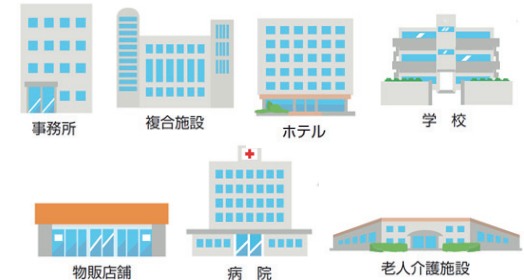 事務所
複合施設
ホテル
学 校
物販店舗
病 院
老人介護施設